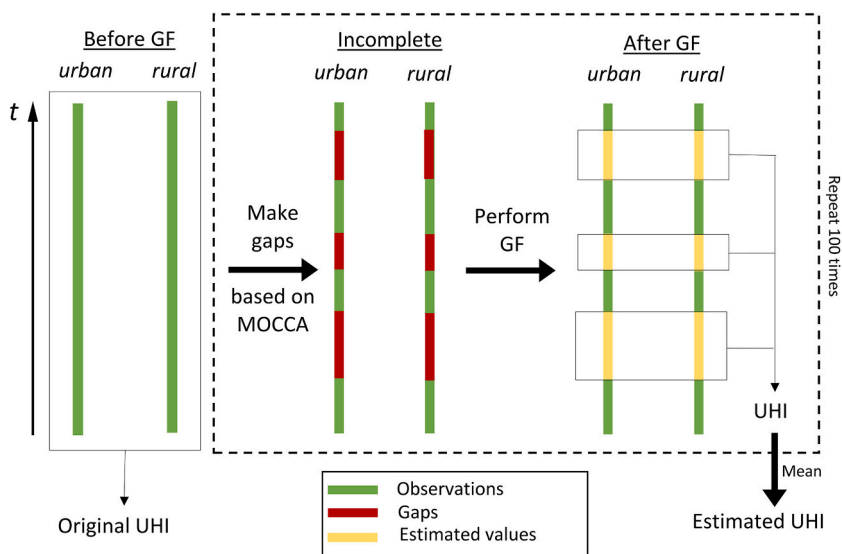 Before GF
urban
rural
t
Original UHI
Incomplete
urban
rural
Make
gaps
based on
MOCCA
Perform
GF
After GF
urban
rural
Repeat 100 times
UHI
Mean
Estimated UHI
Observations
Gaps
Estimated values